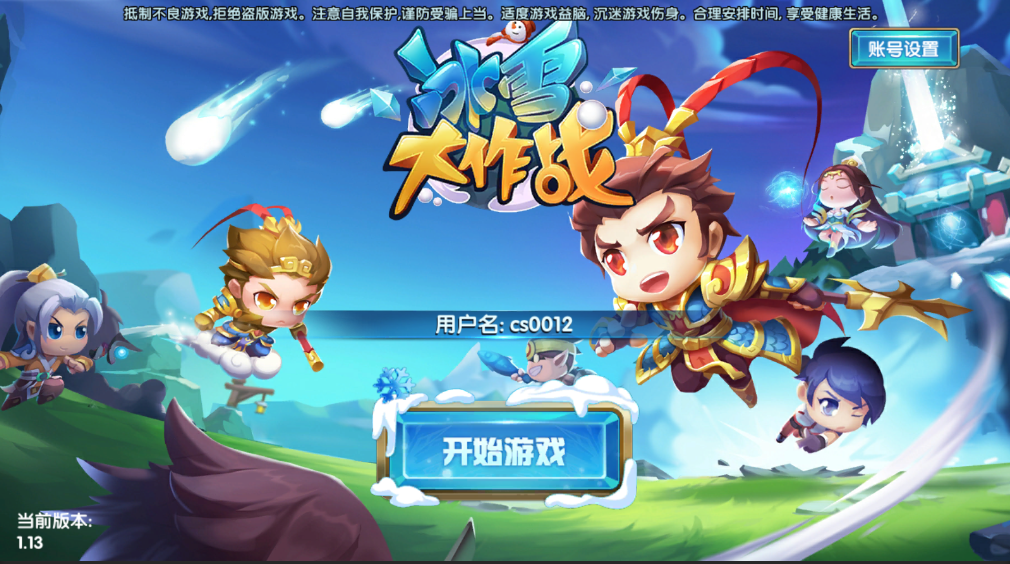 抵制不良游戏,拒绝盗版游戏。注意自我保护,谨防受骗上当。适度游戏益脑, 沉迷游戏伤身。合理安排时间, 享受健康生活。
账号设置
冰雪
大作战
用户名: cs0012
开始游戏
当前版本:
1.13